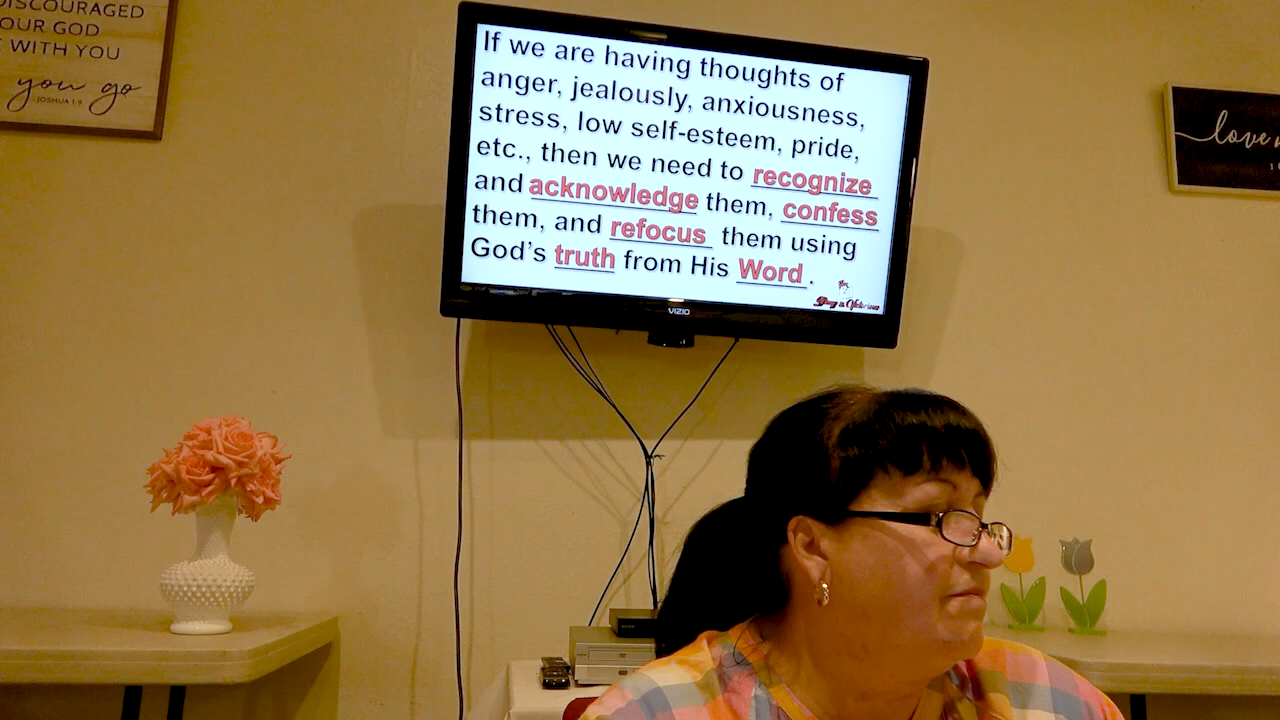 DISCOURAGED
OUR GOD
WITH YOU
you go
JOSHUA 1:9
If we are having thoughts of
anger, jealously, anxiousness,
stress, low self-esteem, pride,
etc., then we need to recognize
and acknowledge them, confess
them, and refocus them using
God's truth from His Word.
VIZIO
love